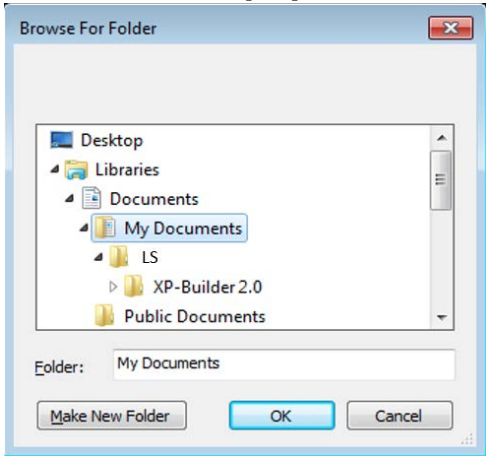 Browse For Folder
Desktop
Libraries
Documents
My Documents
LS
XP-Builder 2.0
Public Documents
Folder: My Documents
Make New Folder OK Cancel